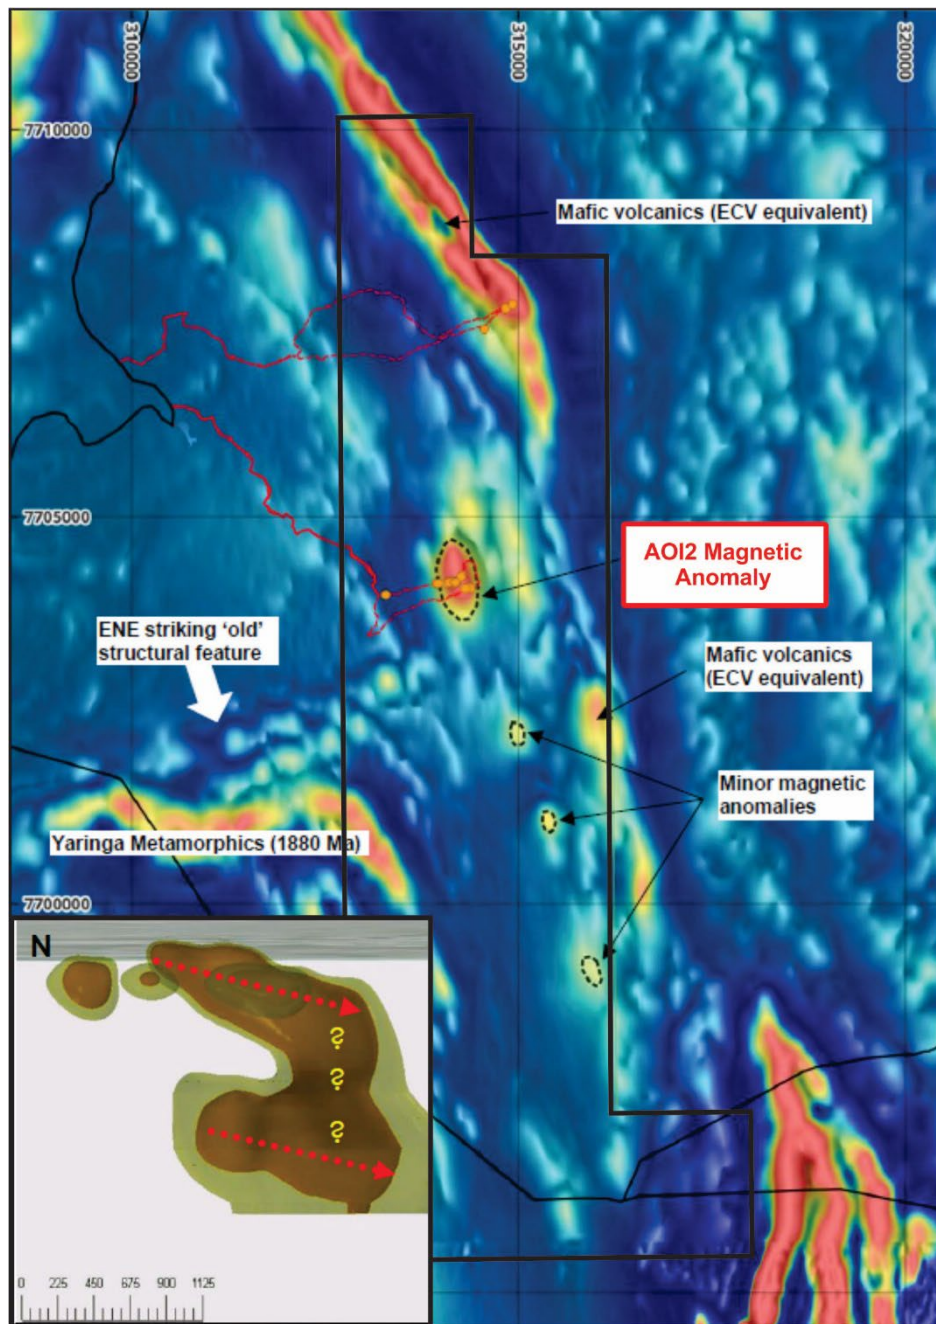 310000
315000
320000
7710000
Mafic volcanics (ECV equivalent)
7705000
AOI2 Magnetic
Anomaly
ENE striking ‘old’
structural feature
Mafic volcanics
(ECV equivalent)
Minor magnetic
anomalies
Yaringa Metamorphics (1880 Ma)
7700000
N
?
?
?
0 225 450 675 900 1125